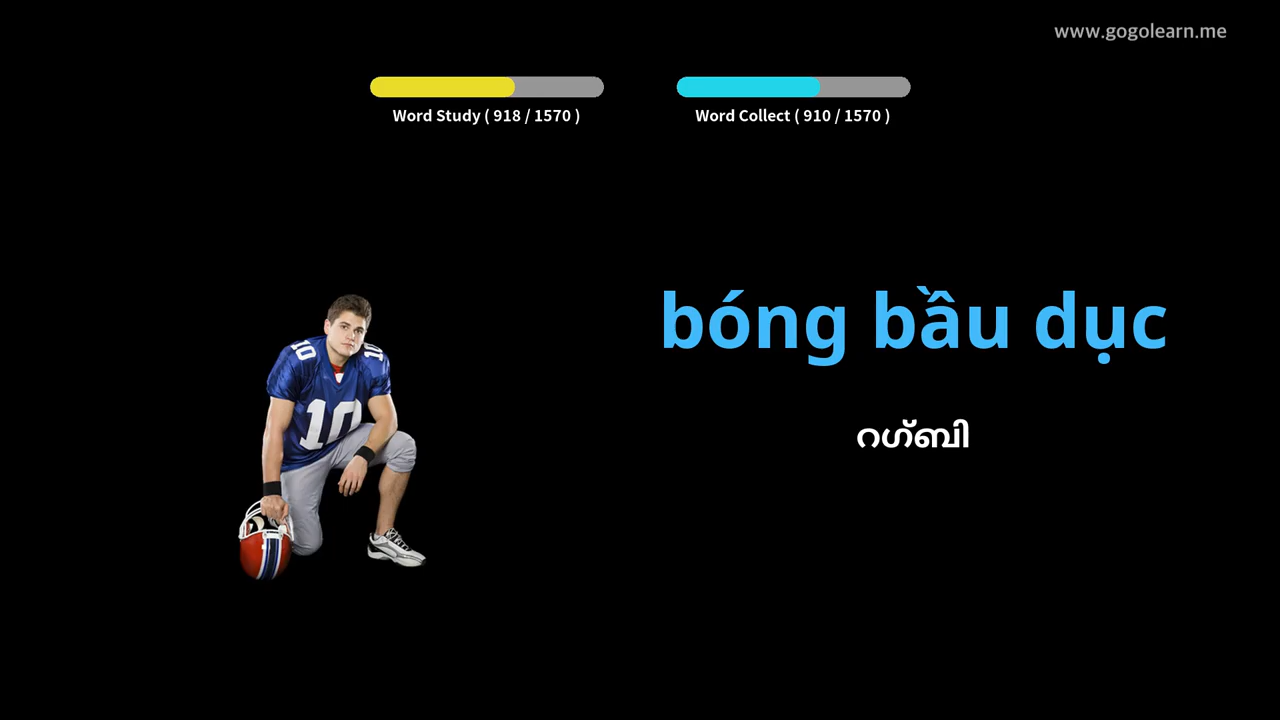 www.gogolearn.me
Word Study ( 918 / 1570 )
Word Collect ( 910 / 1570 )
bóng bầu dục
റഗ്ബി